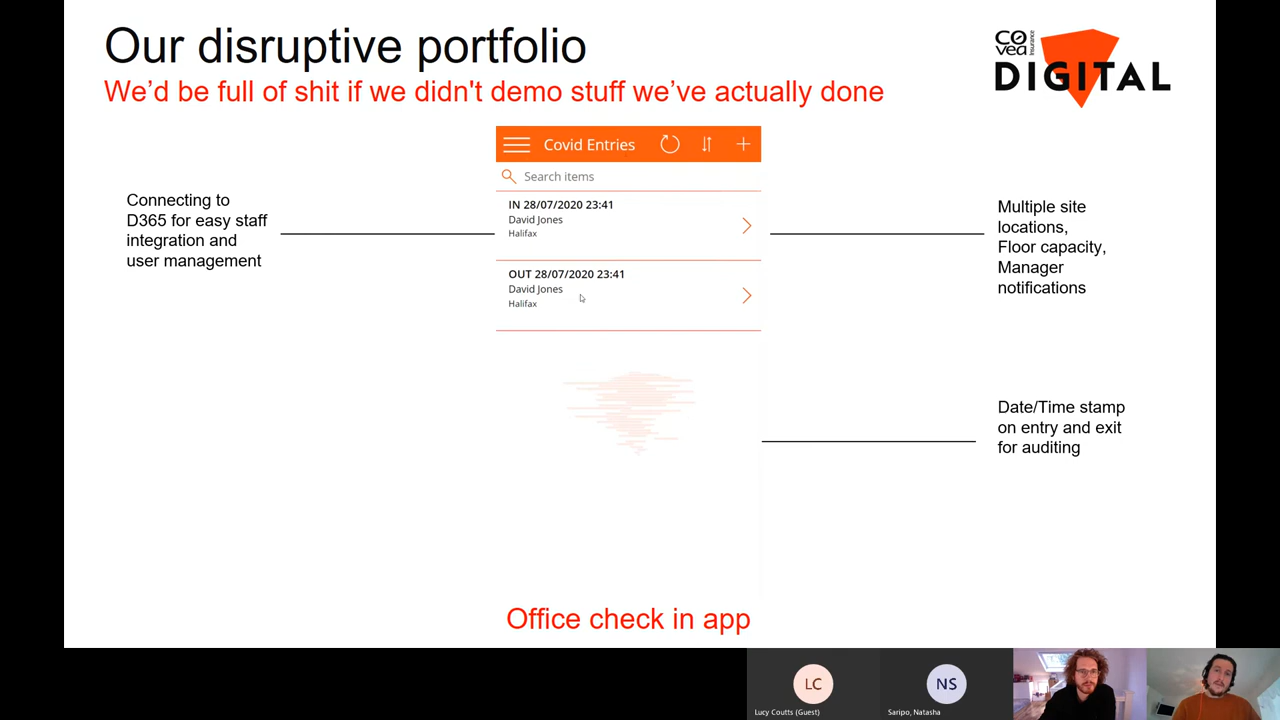 Our disruptive portfolio
We'd be full of shit if we didn't demo stuff we've actually done
COvea Insurance
DIGITAL
Covid Entries
Search items
Connecting to
D365 for easy staff
integration and
user management
IN 28/07/2020 23:41
David Jones
Halifax
OUT 28/07/2020 23:41
David Jones
Halifax
Multiple site
locations,
Floor capacity,
Manager
notifications
Date/Time stamp
on entry and exit
for auditing
Office check in app
LC
Lucy Coutts (Guest)
NS
Saripo, Natasha